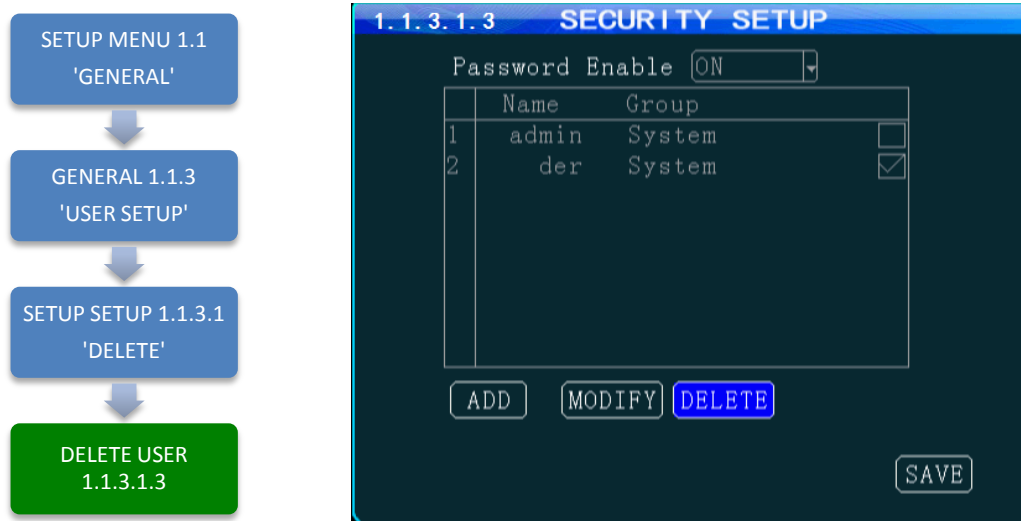 SETUP MENU 1.1
'GENERAL'
GENERAL 1.1.3
'USER SETUP'
SETUP SETUP 1.1.3.1
'DELETE'
DELETE USER
1.1.3.1.3
1.1.3.1.3 SECURITY SETUP
Password Enable ON
Name Group
1 admin System
2 der System
ADD MODIFY DELETE
SAVE